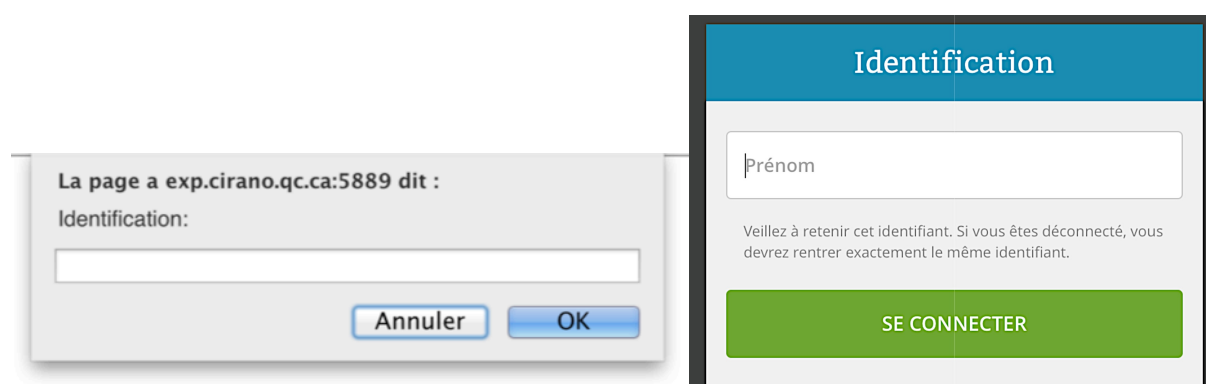 La page a exp.cirano.qc.ca:5889 dit :
Identification:
Annuler
OK
Identification
Prénom
Veillez à retenir cet identifiant. Si vous êtes déconnecté, vous
devrez rentrer exactement le même identifiant.
SE CONNECTER